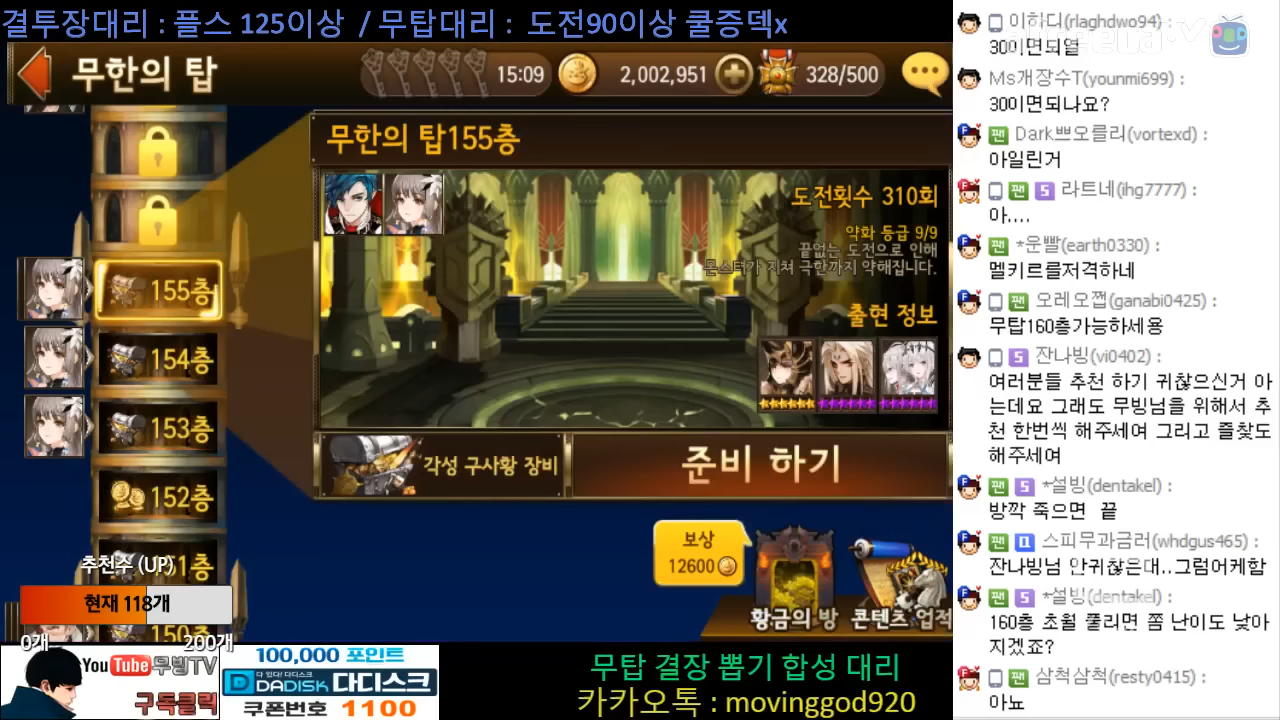 결투장대리 : 플스 125이상 / 무탑대리 : 도전90이상 쿨증덱x
무한의 탑
15:09
2,002,951
328/500
무한의 탑155층
도전횟수 310회
약화 등급 9/9
끝없는 도전으로 인해
몬스터가 지쳐 극한까지 약해집니다.
출현 정보
155층
154층
153층
152층
150층
각성 구사황 장비
준비 하기
보상
12600
황금의 방
콘텐츠 업적
추천수 (UP)
현재 118개
0개
200개
YouTube 무빙TV
구독클릭
100,000 포인트
다 있다! 다디스크
DADISK 다디스크
쿠폰번호 1100
무탑 결장 뽑기 합성 대리
카카오톡 : movinggod920
이하디(rlaghdwo94) :
30이면되열
Ms개장수T(younmi699) :
30이면되나요?
팬 Dark쁘오를리(vortexd) :
아일린거
팬 S 라트네(ihg7777) :
아....
팬 *운빨(earth0330) :
멜키르를저격하네
팬 오레오쩝(ganabi0425) :
무탑160층가능하세용
S 잔나빙(vi0402) :
여러분들 추천 하기 귀찮으신거 아
는데요 그래도 무빙님을 위해서 추
천 한번씩 해주세여 그리고 즐찾도
해주세여
팬 S *설빙(dentakel) :
방깍 죽으면 끝
팬 스피무과금러(whdgus465) :
잔나빙님 안귀찮은대..그럼어케함
팬 S *설빙(dentakel) :
160층 초월 풀리면 쫌 난이도 낮아
지겠죠?
팬 삼척삼척(resty0415) :
아뇨